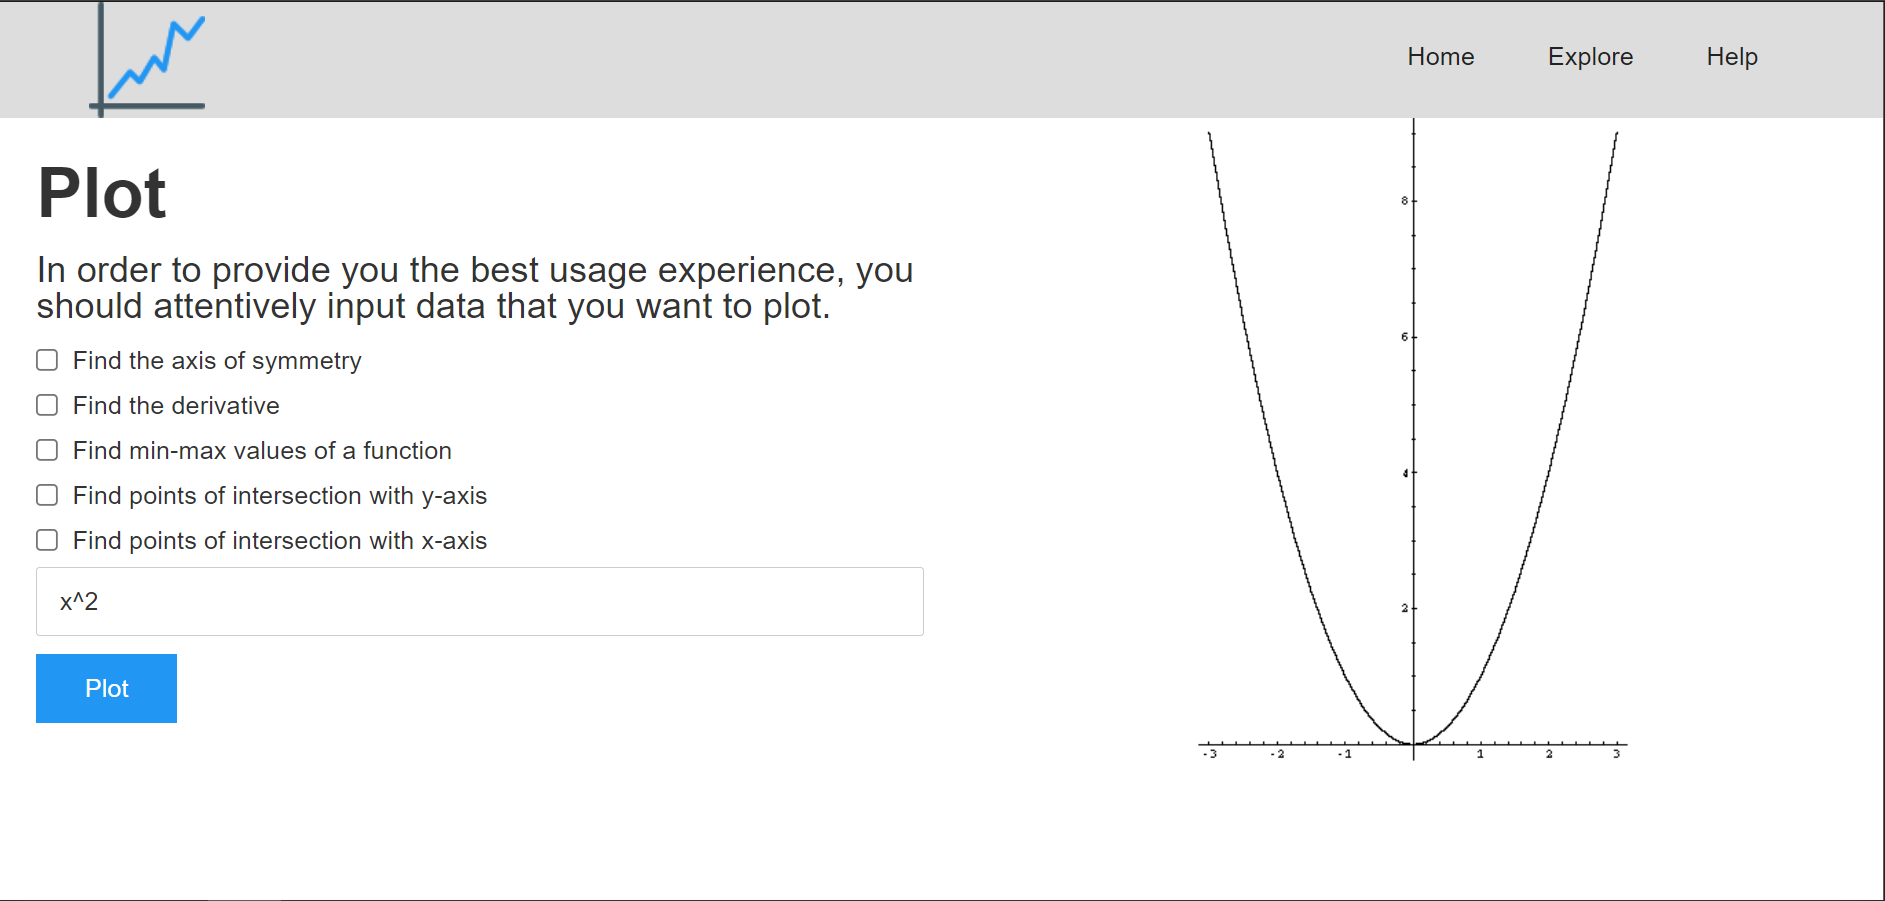 Home Explore Help
Plot
In order to provide you the best usage experience, you
should attentively input data that you want to plot.
Find the axis of symmetry
Find the derivative
Find min-max values of a function
Find points of intersection with y-axis
Find points of intersection with x-axis
x^2
Plot
8
6
4
2
-3 -2 -1 1 2 3